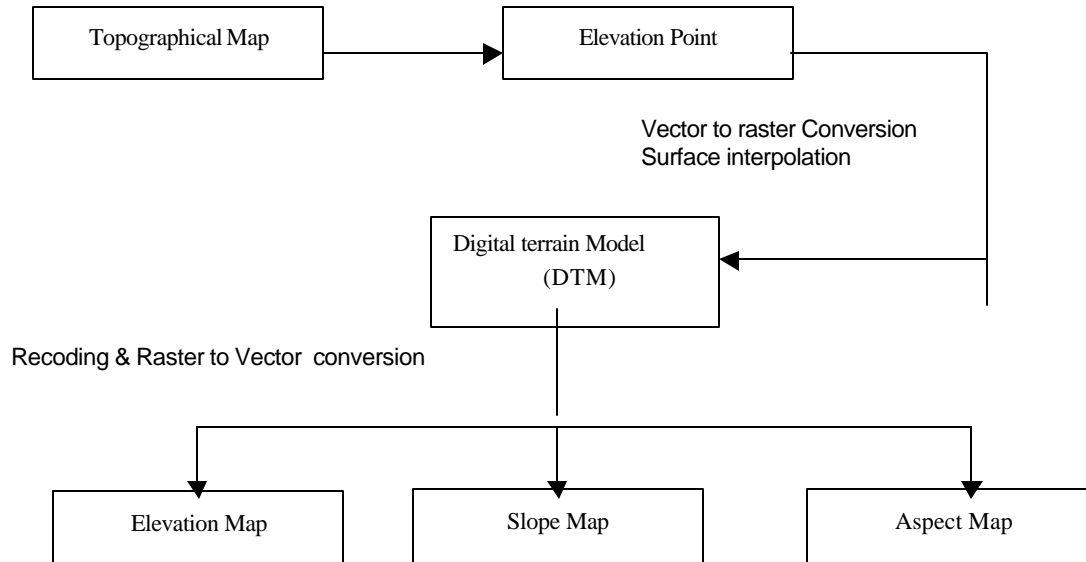 Topographical Map
Elevation Point
Vector to raster Conversion
Surface interpolation
Digital terrain Model
(DTM)
Recoding & Raster to Vector conversion
Elevation Map
Slope Map
Aspect Map